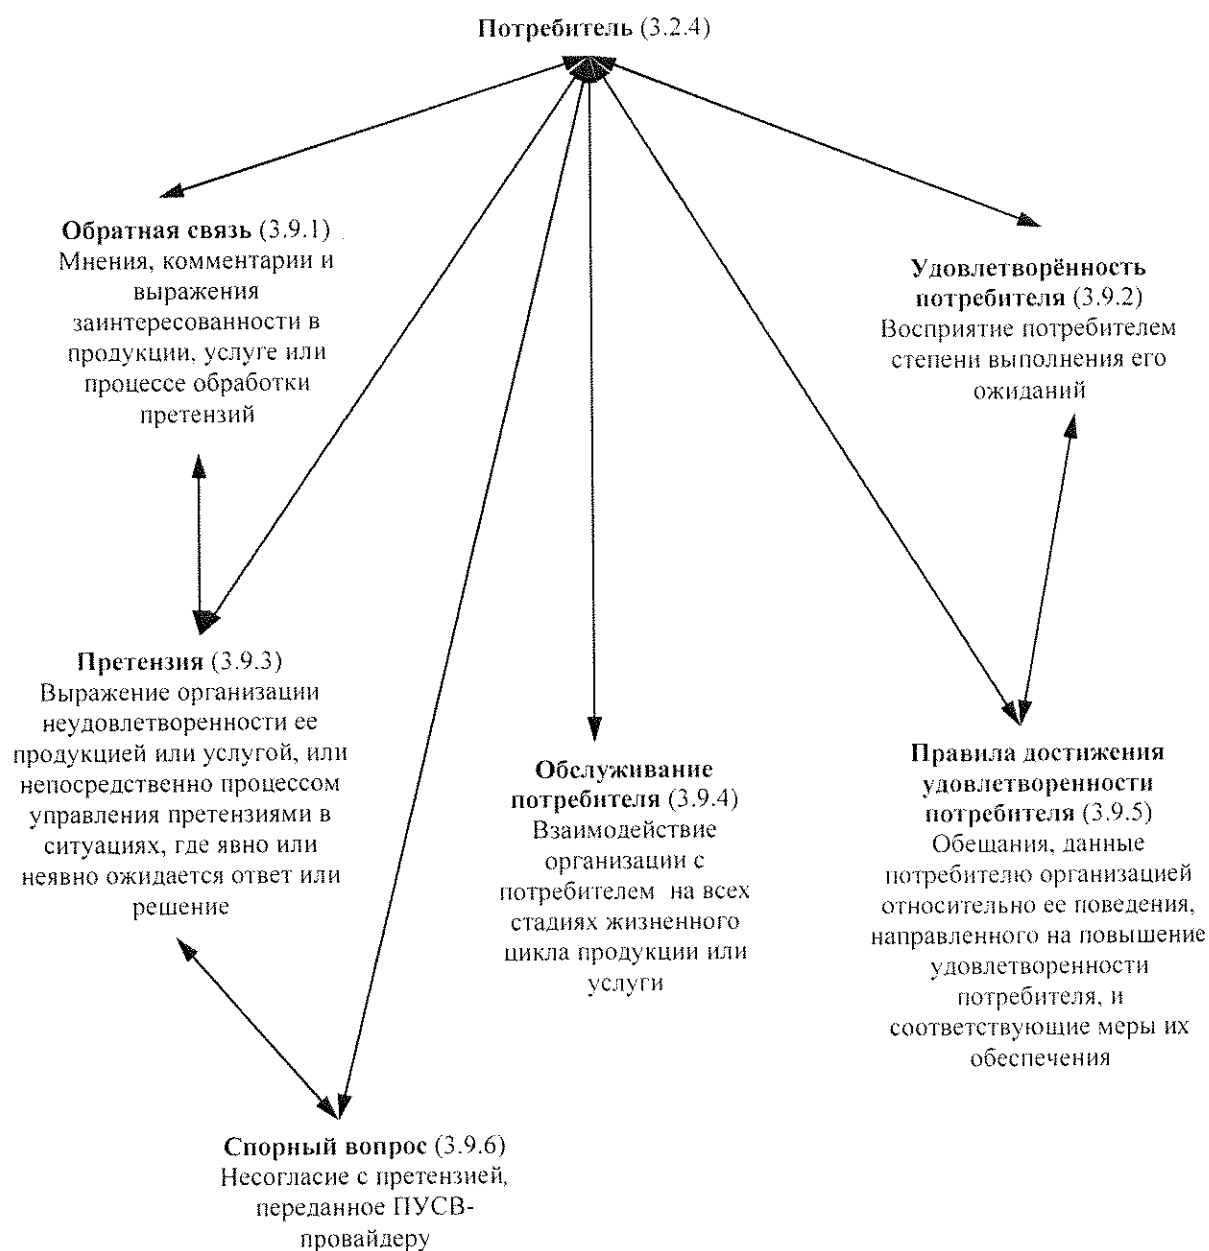 Потребитель (3.2.4)
Обратная связь (3.9.1)
Мнения, комментарии и
выражения
заинтересованности в
продукции, услуге или
процессе обработки
претензий
Удовлетворённость
потребителя (3.9.2)
Восприятие потребителем
степени выполнения его
ожиданий
Претензия (3.9.3)
Выражение организации
неудовлетворенности ее
продукцией или услугой, или
непосредственно процессом
управления претензиями в
ситуациях, где явно или
неявно ожидается ответ или
решение
Обслуживание
потребителя (3.9.4)
Взаимодействие
организации с
потребителем на всех
стадиях жизненного
цикла продукции или
услуги
Правила достижения
удовлетворенности
потребителя (3.9.5)
Обещания, данные
потребителю организацией
относительно ее поведения,
направленного на повышение
удовлетворенности
потребителя, и
соответствующие меры их
обеспечения
Спорный вопрос (3.9.6)
Несогласие с претензией,
переданное ПУСВ-
провайдеру